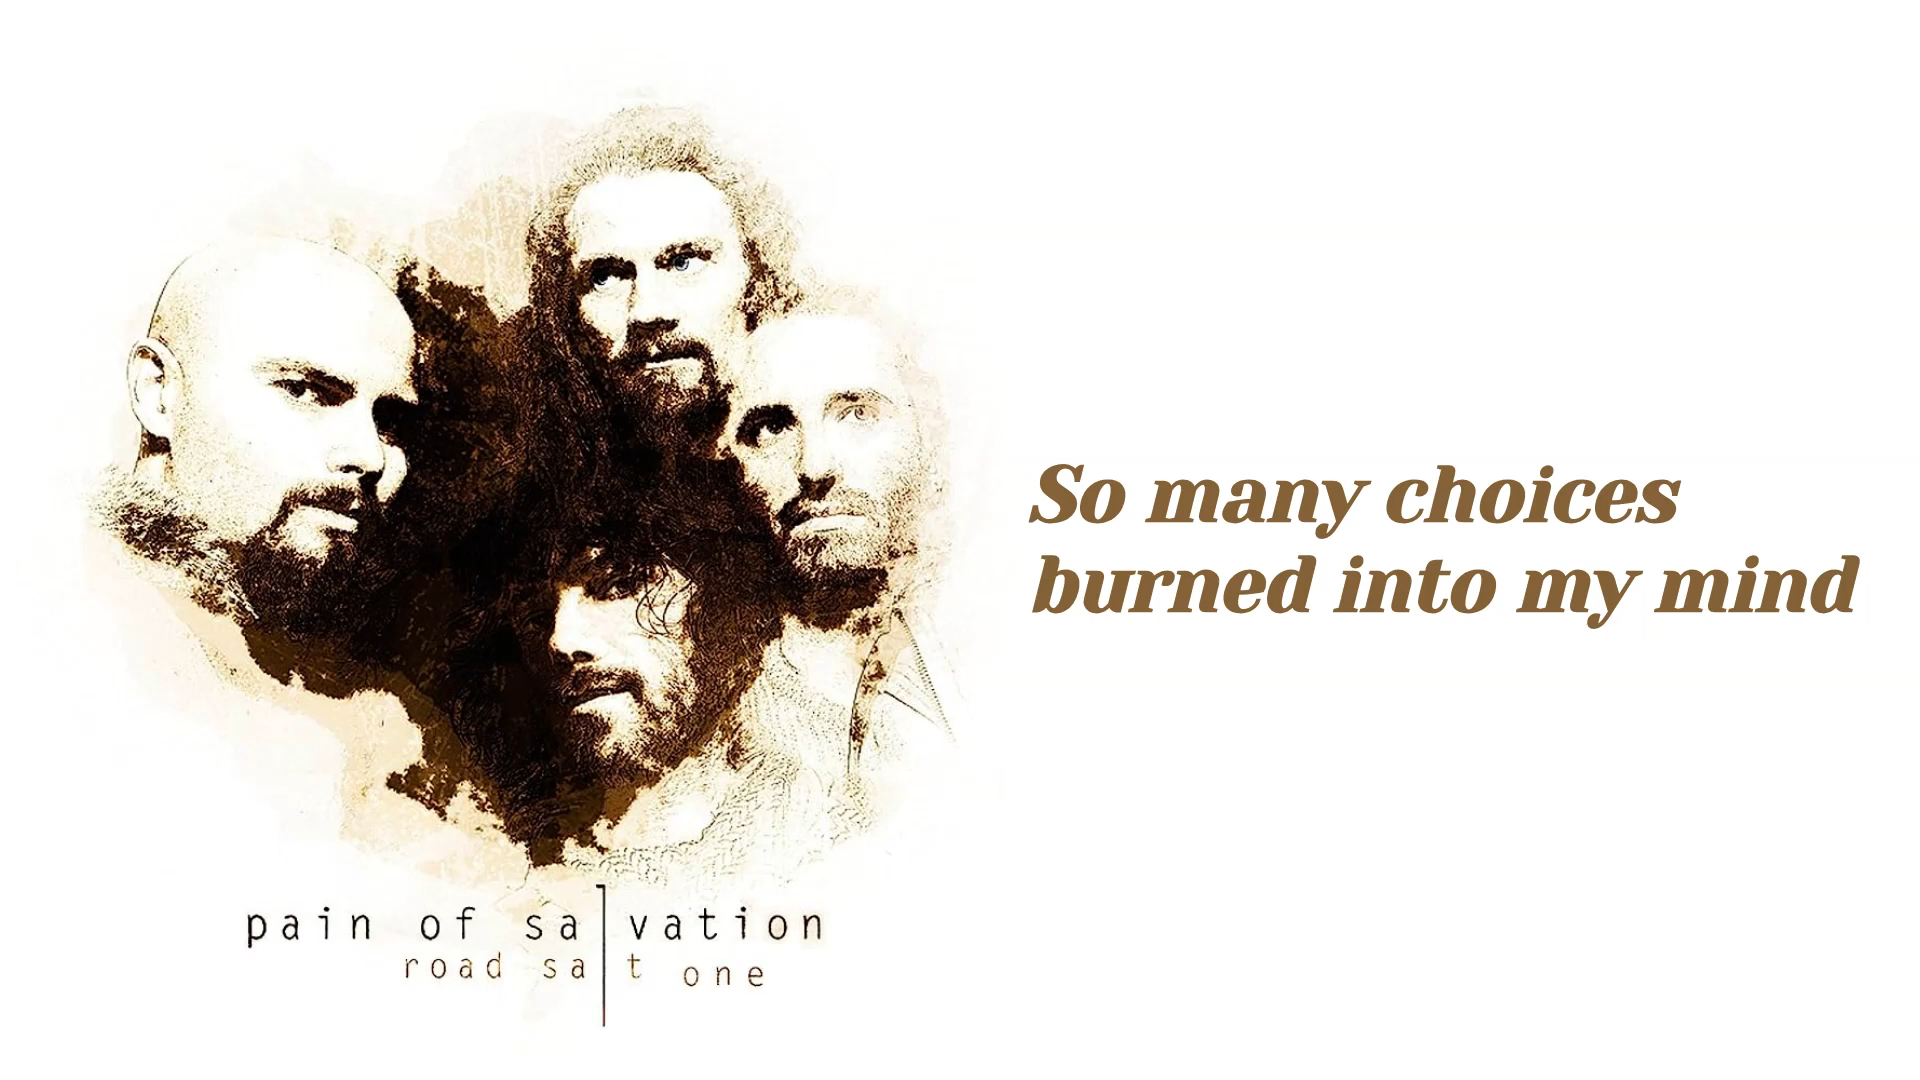 pain of salvation
road salt one
So many choices
burned into my mind